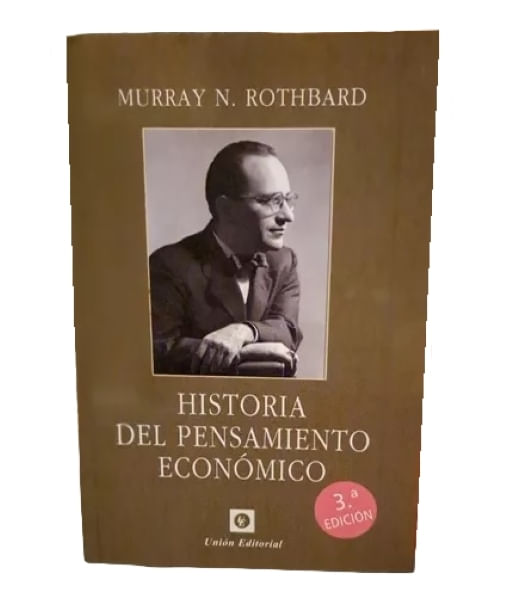 MURRAY N. ROTHBARD
HISTORIA
DEL PENSAMIENTO
ECONÓMICO
3.ª
EDICIÓN
Unión Editorial